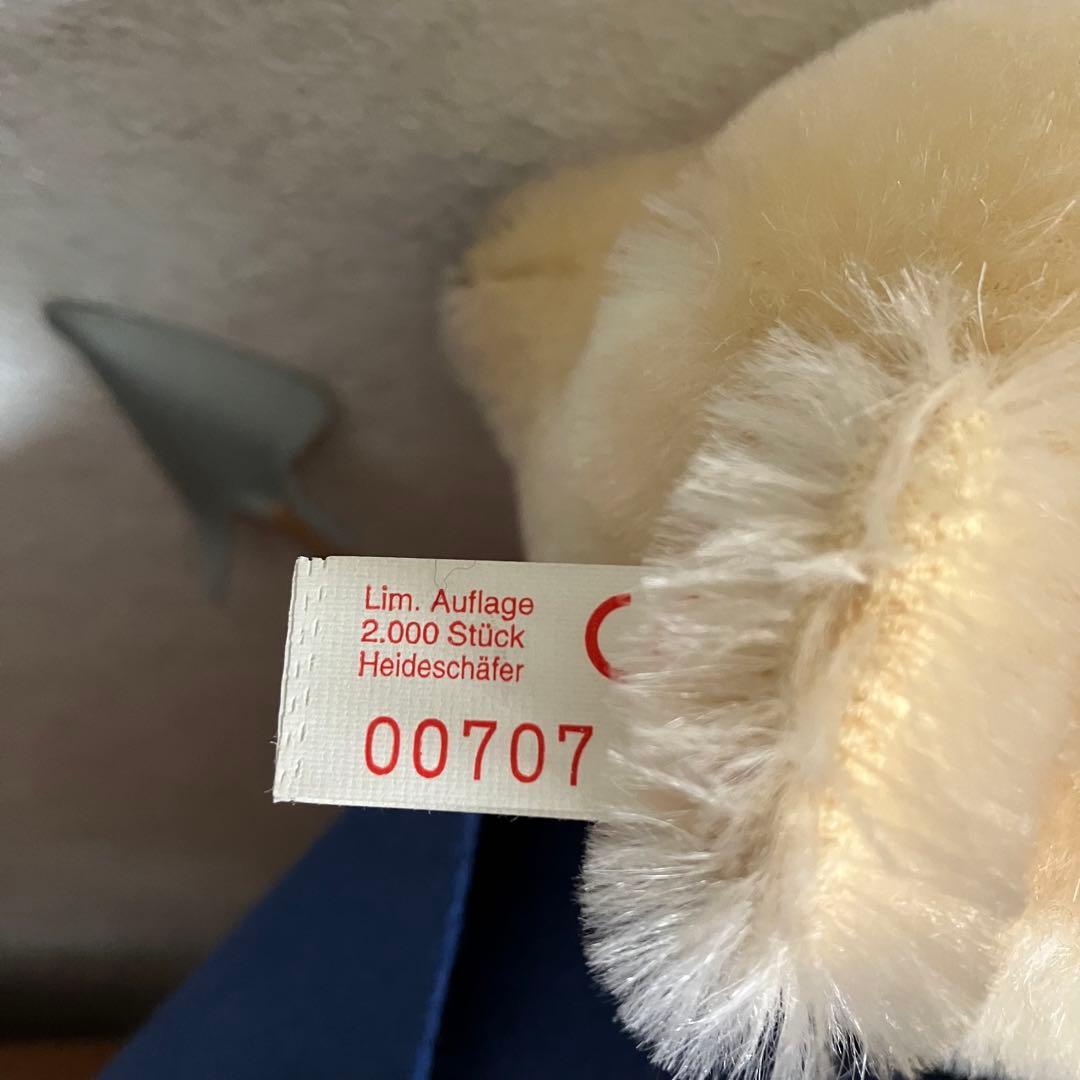 Lim. Auflage
2.000 Stück
Heideschäfer
00707